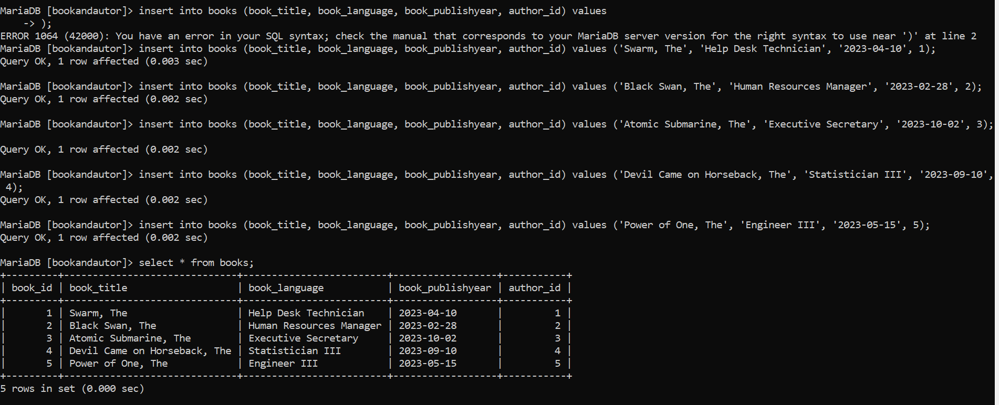 MariaDB [bookandautor]> insert into books (book_title, book_language, book_publishyear, author_id) values
    -> );
ERROR 1064 (42000): You have an error in your SQL syntax; check the manual that corresponds to your MariaDB server version for the right syntax to use near ')' at line 2
MariaDB [bookandautor]> insert into books (book_title, book_language, book_publishyear, author_id) values ('Swarm, The', 'Help Desk Technician', '2023-04-10', 1);
Query OK, 1 row affected (0.003 sec)

MariaDB [bookandautor]> insert into books (book_title, book_language, book_publishyear, author_id) values ('Black Swan, The', 'Human Resources Manager', '2023-02-28', 2);
Query OK, 1 row affected (0.002 sec)

MariaDB [bookandautor]> insert into books (book_title, book_language, book_publishyear, author_id) values ('Atomic Submarine, The', 'Executive Secretary', '2023-10-02', 3);

Query OK, 1 row affected (0.002 sec)

MariaDB [bookandautor]> insert into books (book_title, book_language, book_publishyear, author_id) values ('Devil Came on Horseback, The', 'Statistician III', '2023-09-10',
 4);
Query OK, 1 row affected (0.002 sec)

MariaDB [bookandautor]> insert into books (book_title, book_language, book_publishyear, author_id) values ('Power of One, The', 'Engineer III', '2023-05-15', 5);
Query OK, 1 row affected (0.002 sec)

MariaDB [bookandautor]> select * from books;
+---------+------------------------------+-------------------------+------------------+-----------+
| book_id | book_title                   | book_language           | book_publishyear | author_id |
+---------+------------------------------+-------------------------+------------------+-----------+
|       1 | Swarm, The                   | Help Desk Technician    | 2023-04-10       |         1 |
|       2 | Black Swan, The              | Human Resources Manager | 2023-02-28       |         2 |
|       3 | Atomic Submarine, The        | Executive Secretary     | 2023-10-02       |         3 |
|       4 | Devil Came on Horseback, The | Statistician III        | 2023-09-10       |         4 |
|       5 | Power of One, The            | Engineer III            | 2023-05-15       |         5 |
+---------+------------------------------+-------------------------+------------------+-----------+
5 rows in set (0.000 sec)